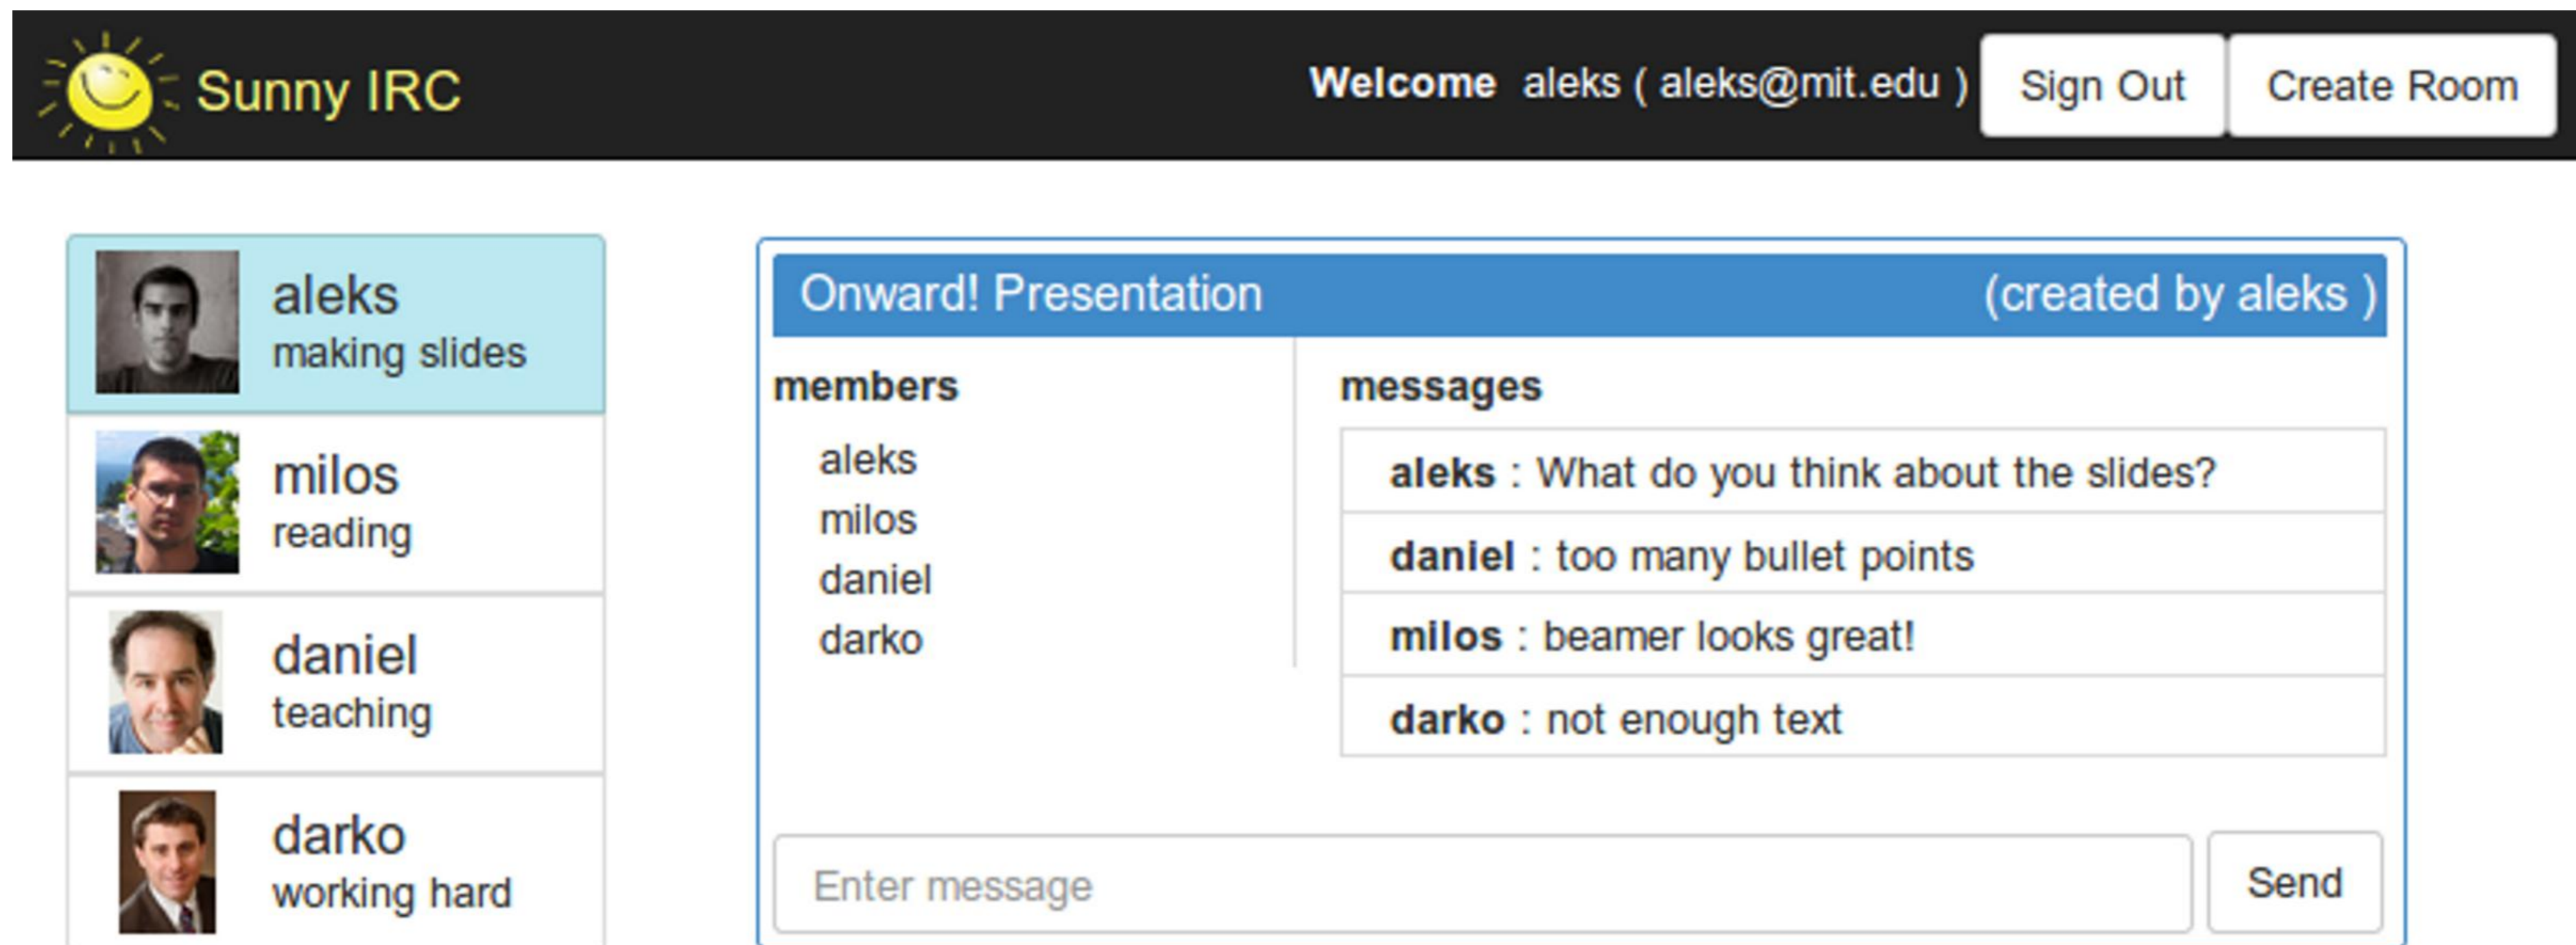 Sunny IRC
Welcome aleks ( aleks@mit.edu ) Sign Out Create Room
aleks
making slides
milos
reading
daniel
teaching
darko
working hard
Onward! Presentation (created by aleks )
members
aleks
milos
daniel
darko
messages
aleks : What do you think about the slides?
daniel : too many bullet points
milos : beamer looks great!
darko : not enough text
Enter message Send